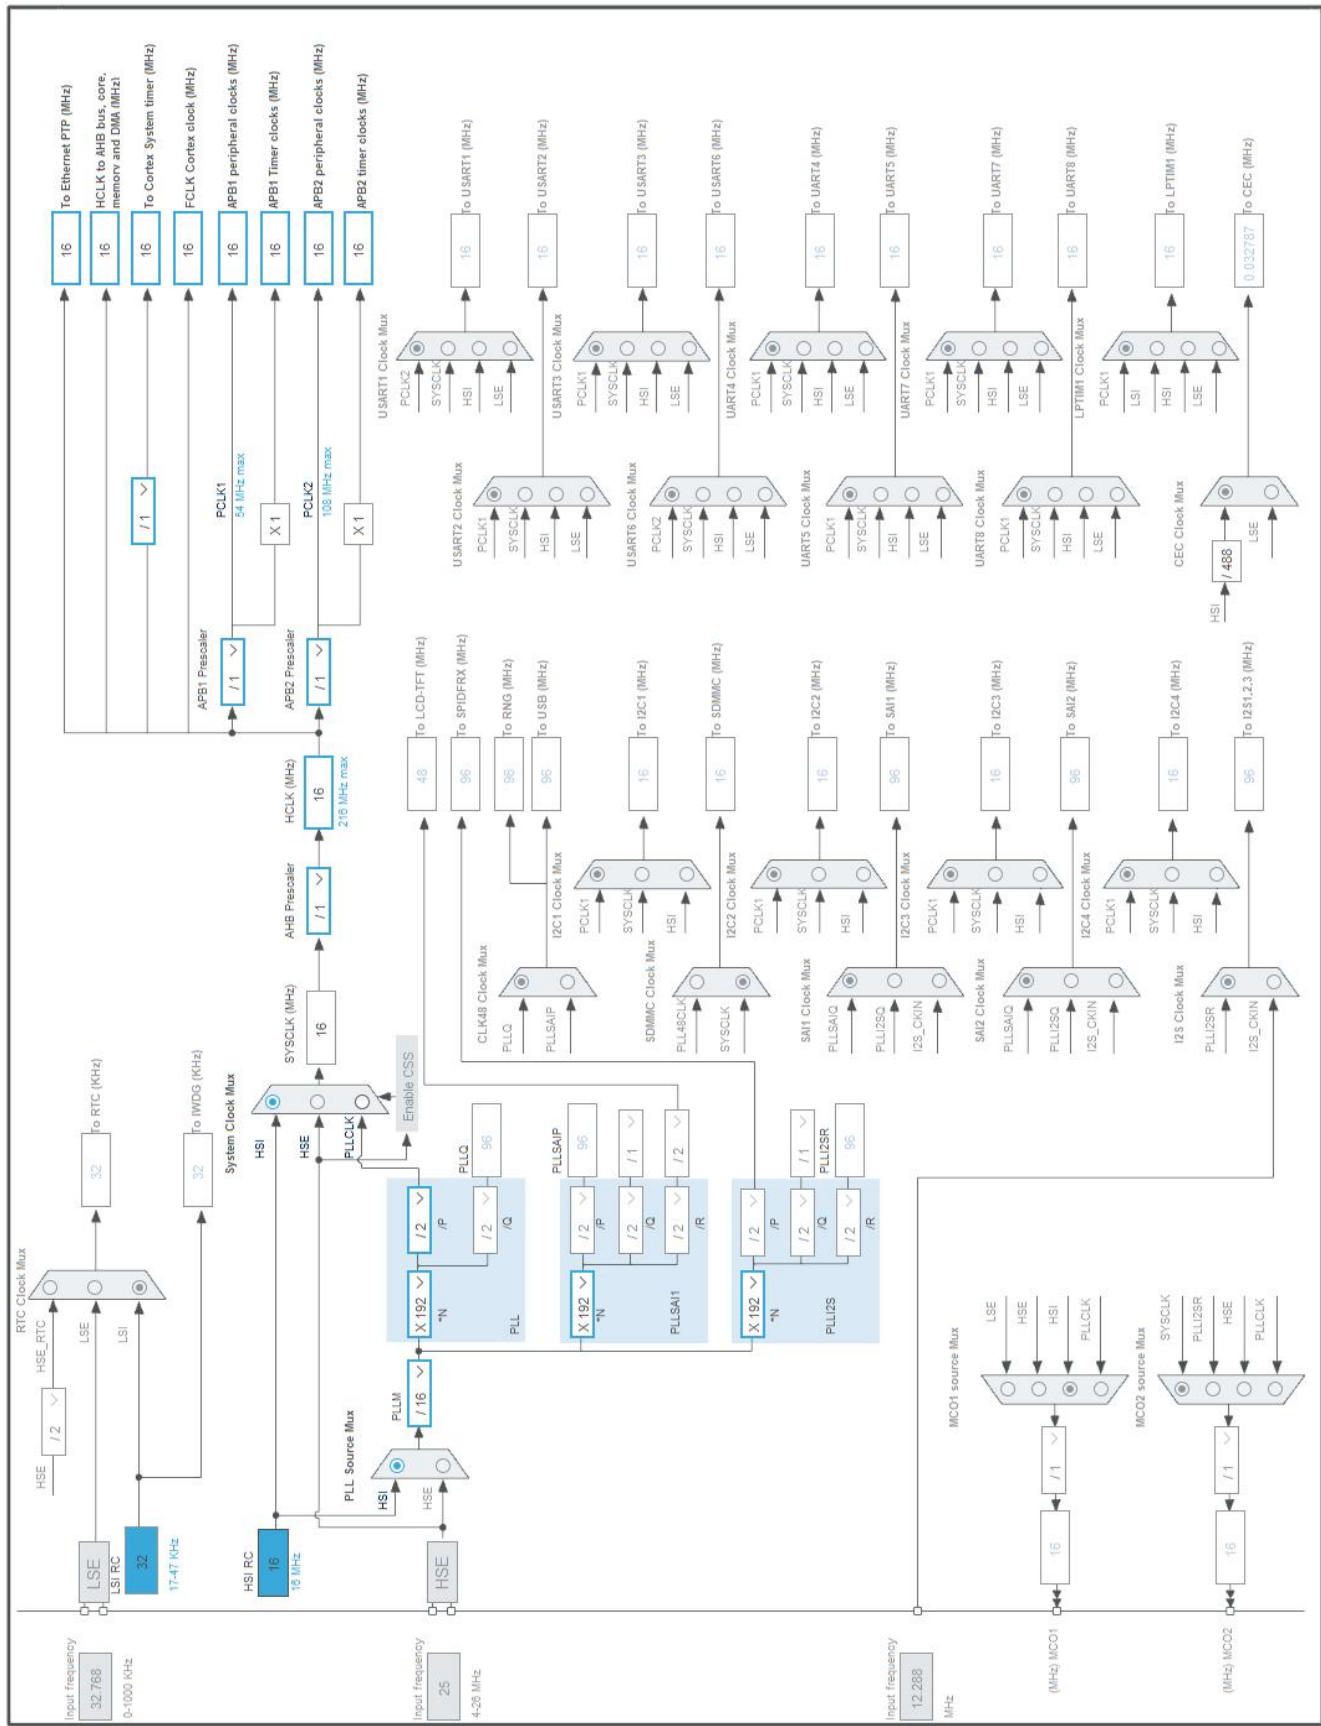 RTC Clock Mux
HSE
/ 2
HSE_RTC
Input frequency
32.768
0-1000 KHz
LSE
LSE
32
To RTC (KHz)
LSI RC
32
17-47 KHz
LSI
32
To IWDG (KHz)
System Clock Mux
HSI RC
16
16 MHz
HSI
HSE
PLLCLK
SYSCLK (MHz)
16
AHB Prescaler
/ 1
HCLK (MHz)
16
216 MHz max
16
To Ethernet PTP (MHz)
16
HCLK to AHB bus, core,
memory and DMA (MHz)
/ 1
16
To Cortex System timer (MHz)
16
FCLK Cortex clock (MHz)
APB1 Prescaler
/ 1
PCLK1
54 MHz max
16
APB1 peripheral clocks (MHz)
X 1
16
APB1 Timer clocks (MHz)
APB2 Prescaler
/ 1
PCLK2
108 MHz max
16
APB2 peripheral clocks (MHz)
X 1
16
APB2 timer clocks (MHz)
Enable CSS
PLL Source Mux
HSI
HSE
Input frequency
25
4-26 MHz
HSE
PLLM
/ 16
X 192
*N
/ 2
/P
/ 2
/Q
PLLQ
96
PLL
X 192
*N
/ 2
/P
PLLSAIP
96
/ 2
/Q
/ 1
/ 2
/R
/ 2
PLLSAI1
X 192
*N
/ 2
/P
/ 2
/Q
/ 1
/ 2
/R
PLLI2SR
96
PLLI2S
48
To LCD-TFT (MHz)
96
To SPIDFRX (MHz)
CLK48 Clock Mux
PLLQ
PLLSAIP
96
To RNG (MHz)
96
To USB (MHz)
I2C1 Clock Mux
PCLK1
SYSCLK
HSI
16
To I2C1 (MHz)
SDMMC Clock Mux
PLL48CLK
SYSCLK
16
To SDMMC (MHz)
I2C2 Clock Mux
PCLK1
SYSCLK
HSI
16
To I2C2 (MHz)
SAI1 Clock Mux
PLLSAIQ
PLLI2SQ
I2S_CKIN
96
To SAI1 (MHz)
I2C3 Clock Mux
PCLK1
SYSCLK
HSI
16
To I2C3 (MHz)
SAI2 Clock Mux
PLLSAIQ
PLLI2SQ
I2S_CKIN
96
To SAI2 (MHz)
I2C4 Clock Mux
PCLK1
SYSCLK
HSI
16
To I2C4 (MHz)
I2S Clock Mux
PLLI2SR
I2S_CKIN
96
To I2S1,2,3 (MHz)
USART1 Clock Mux
PCLK2
SYSCLK
HSI
LSE
16
To USART1 (MHz)
USART2 Clock Mux
PCLK1
SYSCLK
HSI
LSE
16
To USART2 (MHz)
USART3 Clock Mux
PCLK1
SYSCLK
HSI
LSE
16
To USART3 (MHz)
USART6 Clock Mux
PCLK2
SYSCLK
HSI
LSE
16
To USART6 (MHz)
UART4 Clock Mux
PCLK1
SYSCLK
HSI
LSE
16
To UART4 (MHz)
UART5 Clock Mux
PCLK1
SYSCLK
HSI
LSE
16
To UART5 (MHz)
UART7 Clock Mux
PCLK1
SYSCLK
HSI
LSE
16
To UART7 (MHz)
UART8 Clock Mux
PCLK1
SYSCLK
HSI
LSE
16
To UART8 (MHz)
LPTIM1 Clock Mux
PCLK1
LSI
HSI
LSE
16
To LPTIM1 (MHz)
CEC Clock Mux
HSI
/ 488
LSE
0.032787
To CEC (MHz)
Input frequency
12.288
MHz
MCO1 source Mux
LSE
HSE
HSI
PLLCLK
/ 1
16
(MHz) MCO1
MCO2 source Mux
SYSCLK
PLLI2SR
HSE
PLLCLK
/ 1
16
(MHz) MCO2